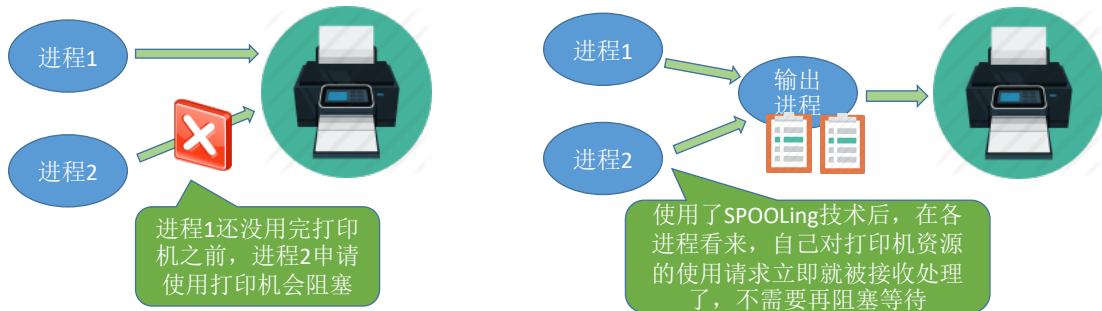 进程1
进程2
进程1还没用完打印
机之前，进程2申请
使用打印机会阻塞
进程1
进程2
输出
进程
使用了SPOOLing技术后，在各
进程看来，自己对打印机资源
的使用请求立即就被接收处理
了，不需要再阻塞等待